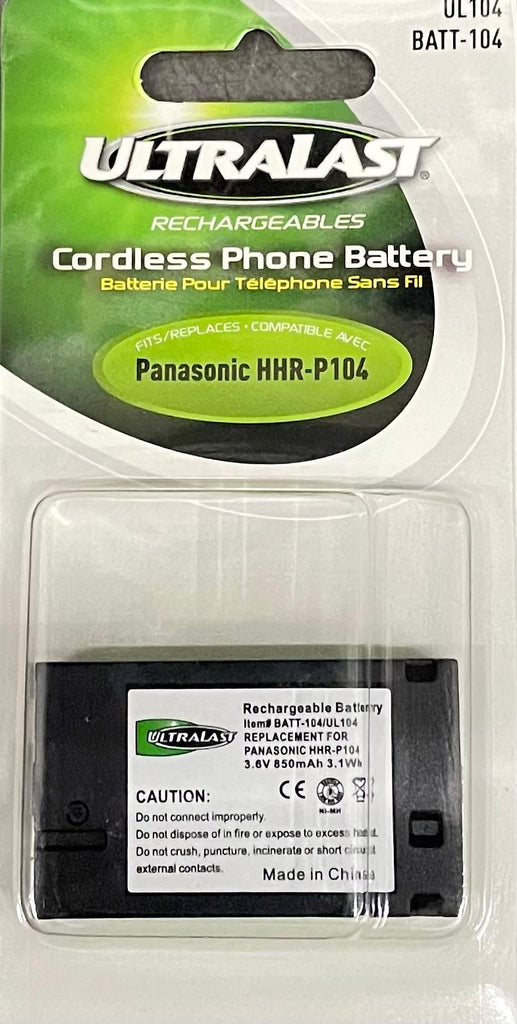 UL104
BATT-104
ULTRALAST®
RECHARGEABLES
Cordless Phone Battery
Batterie Pour Téléphone Sans Fil
FITS/REPLACES • COMPATIBLE AVEC
Panasonic HHR-P104
Rechargeable Battery
Item# BATT-104/UL104
ULTRALAST
REPLACEMENT FOR
PANASONIC HHR-P104
3.6V 850mAh 3.1Wh
CE
Ni-MH
CAUTION:
Do not connect improperly.
Do not dispose of in fire or expose to excess heat.
Do not crush, puncture, incinerate or short circuit
external contacts.
Made in China